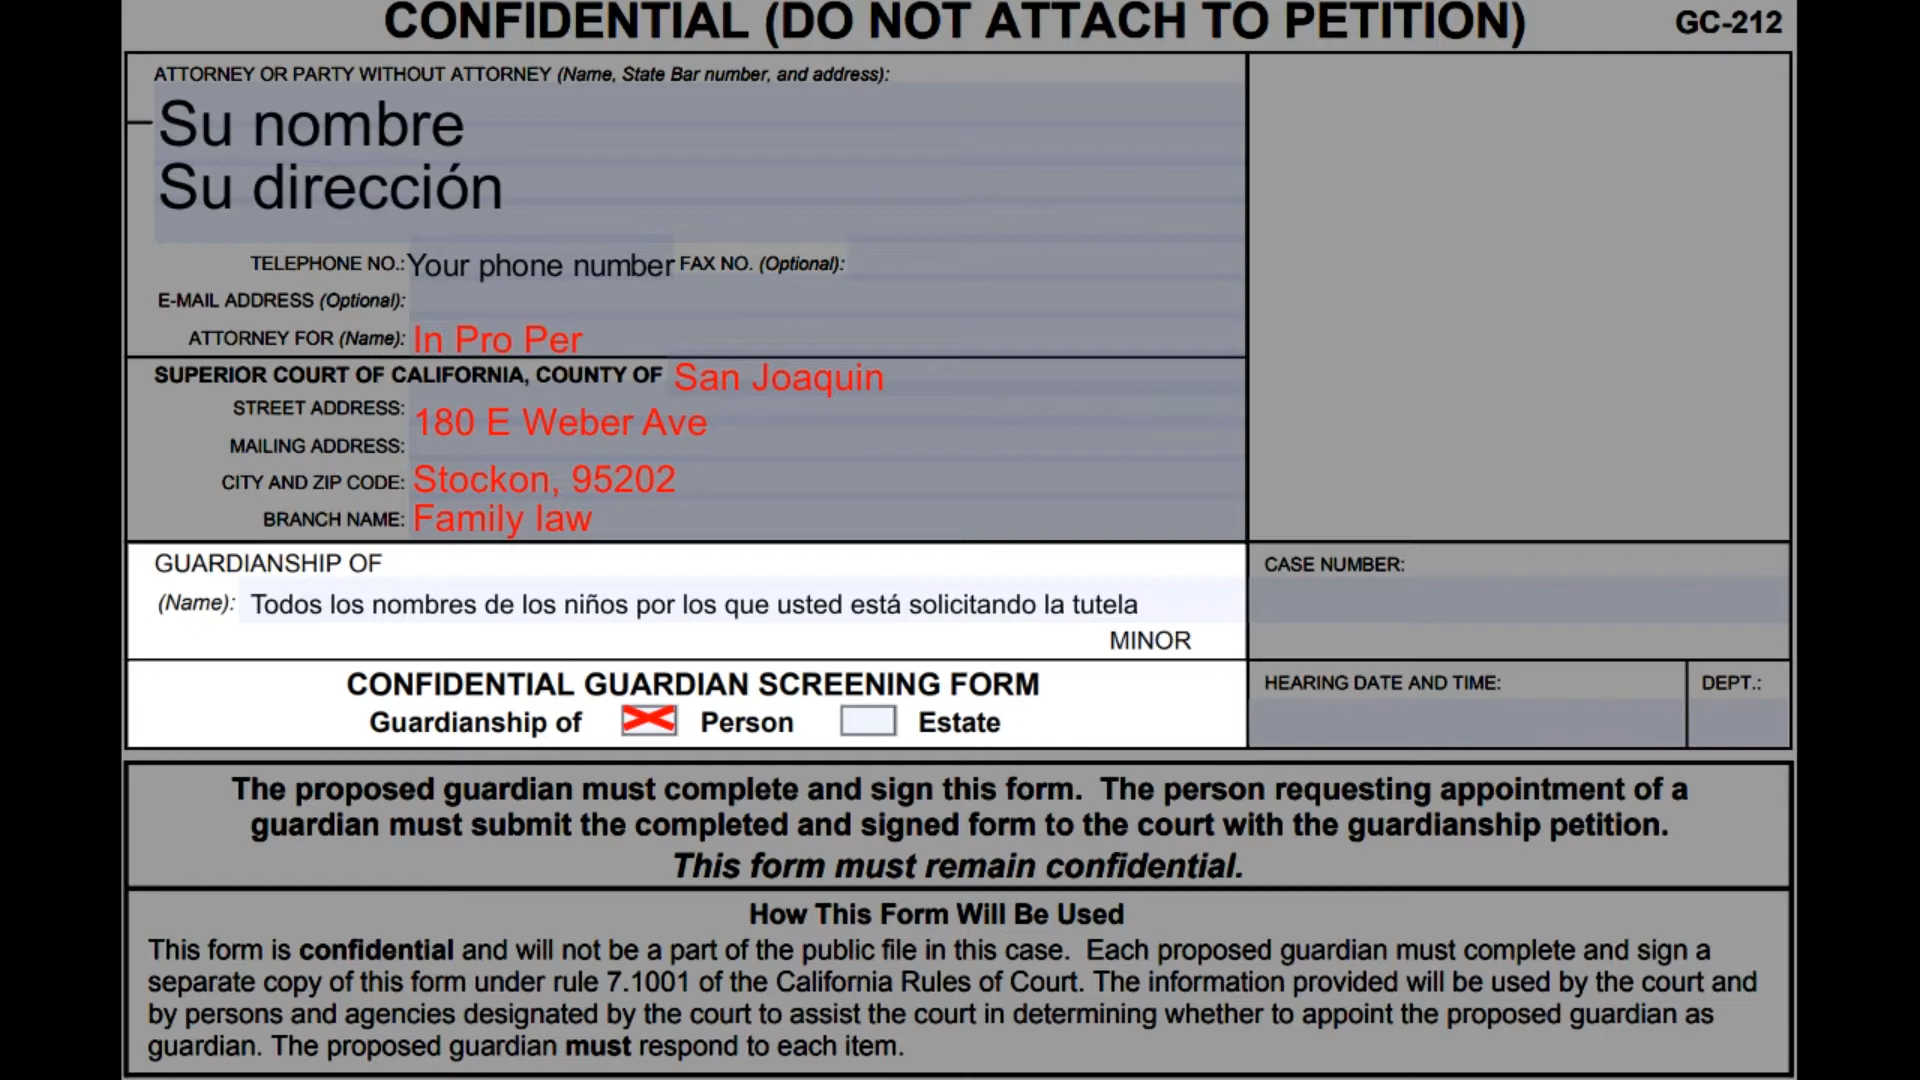 CONFIDENTIAL (DO NOT ATTACH TO PETITION)
GC-212
ATTORNEY OR PARTY WITHOUT ATTORNEY (Name, State Bar number, and address):
Su nombre
Su dirección
TELEPHONE NO.: Your phone number FAX NO. (Optional):
E-MAIL ADDRESS (Optional):
ATTORNEY FOR (Name): In Pro Per
SUPERIOR COURT OF CALIFORNIA, COUNTY OF San Joaquin
STREET ADDRESS: 180 E Weber Ave
MAILING ADDRESS:
CITY AND ZIP CODE: Stockon, 95202
BRANCH NAME: Family law
GUARDIANSHIP OF
(Name): Todos los nombres de los niños por los que usted está solicitando la tutela
MINOR
CASE NUMBER:
CONFIDENTIAL GUARDIAN SCREENING FORM
Guardianship of Person Estate
HEARING DATE AND TIME:
DEPT.:
The proposed guardian must complete and sign this form. The person requesting appointment of a
guardian must submit the completed and signed form to the court with the guardianship petition.
This form must remain confidential.
How This Form Will Be Used
This form is confidential and will not be a part of the public file in this case. Each proposed guardian must complete and sign a
separate copy of this form under rule 7.1001 of the California Rules of Court. The information provided will be used by the court and
by persons and agencies designated by the court to assist the court in determining whether to appoint the proposed guardian as
guardian. The proposed guardian must respond to each item.